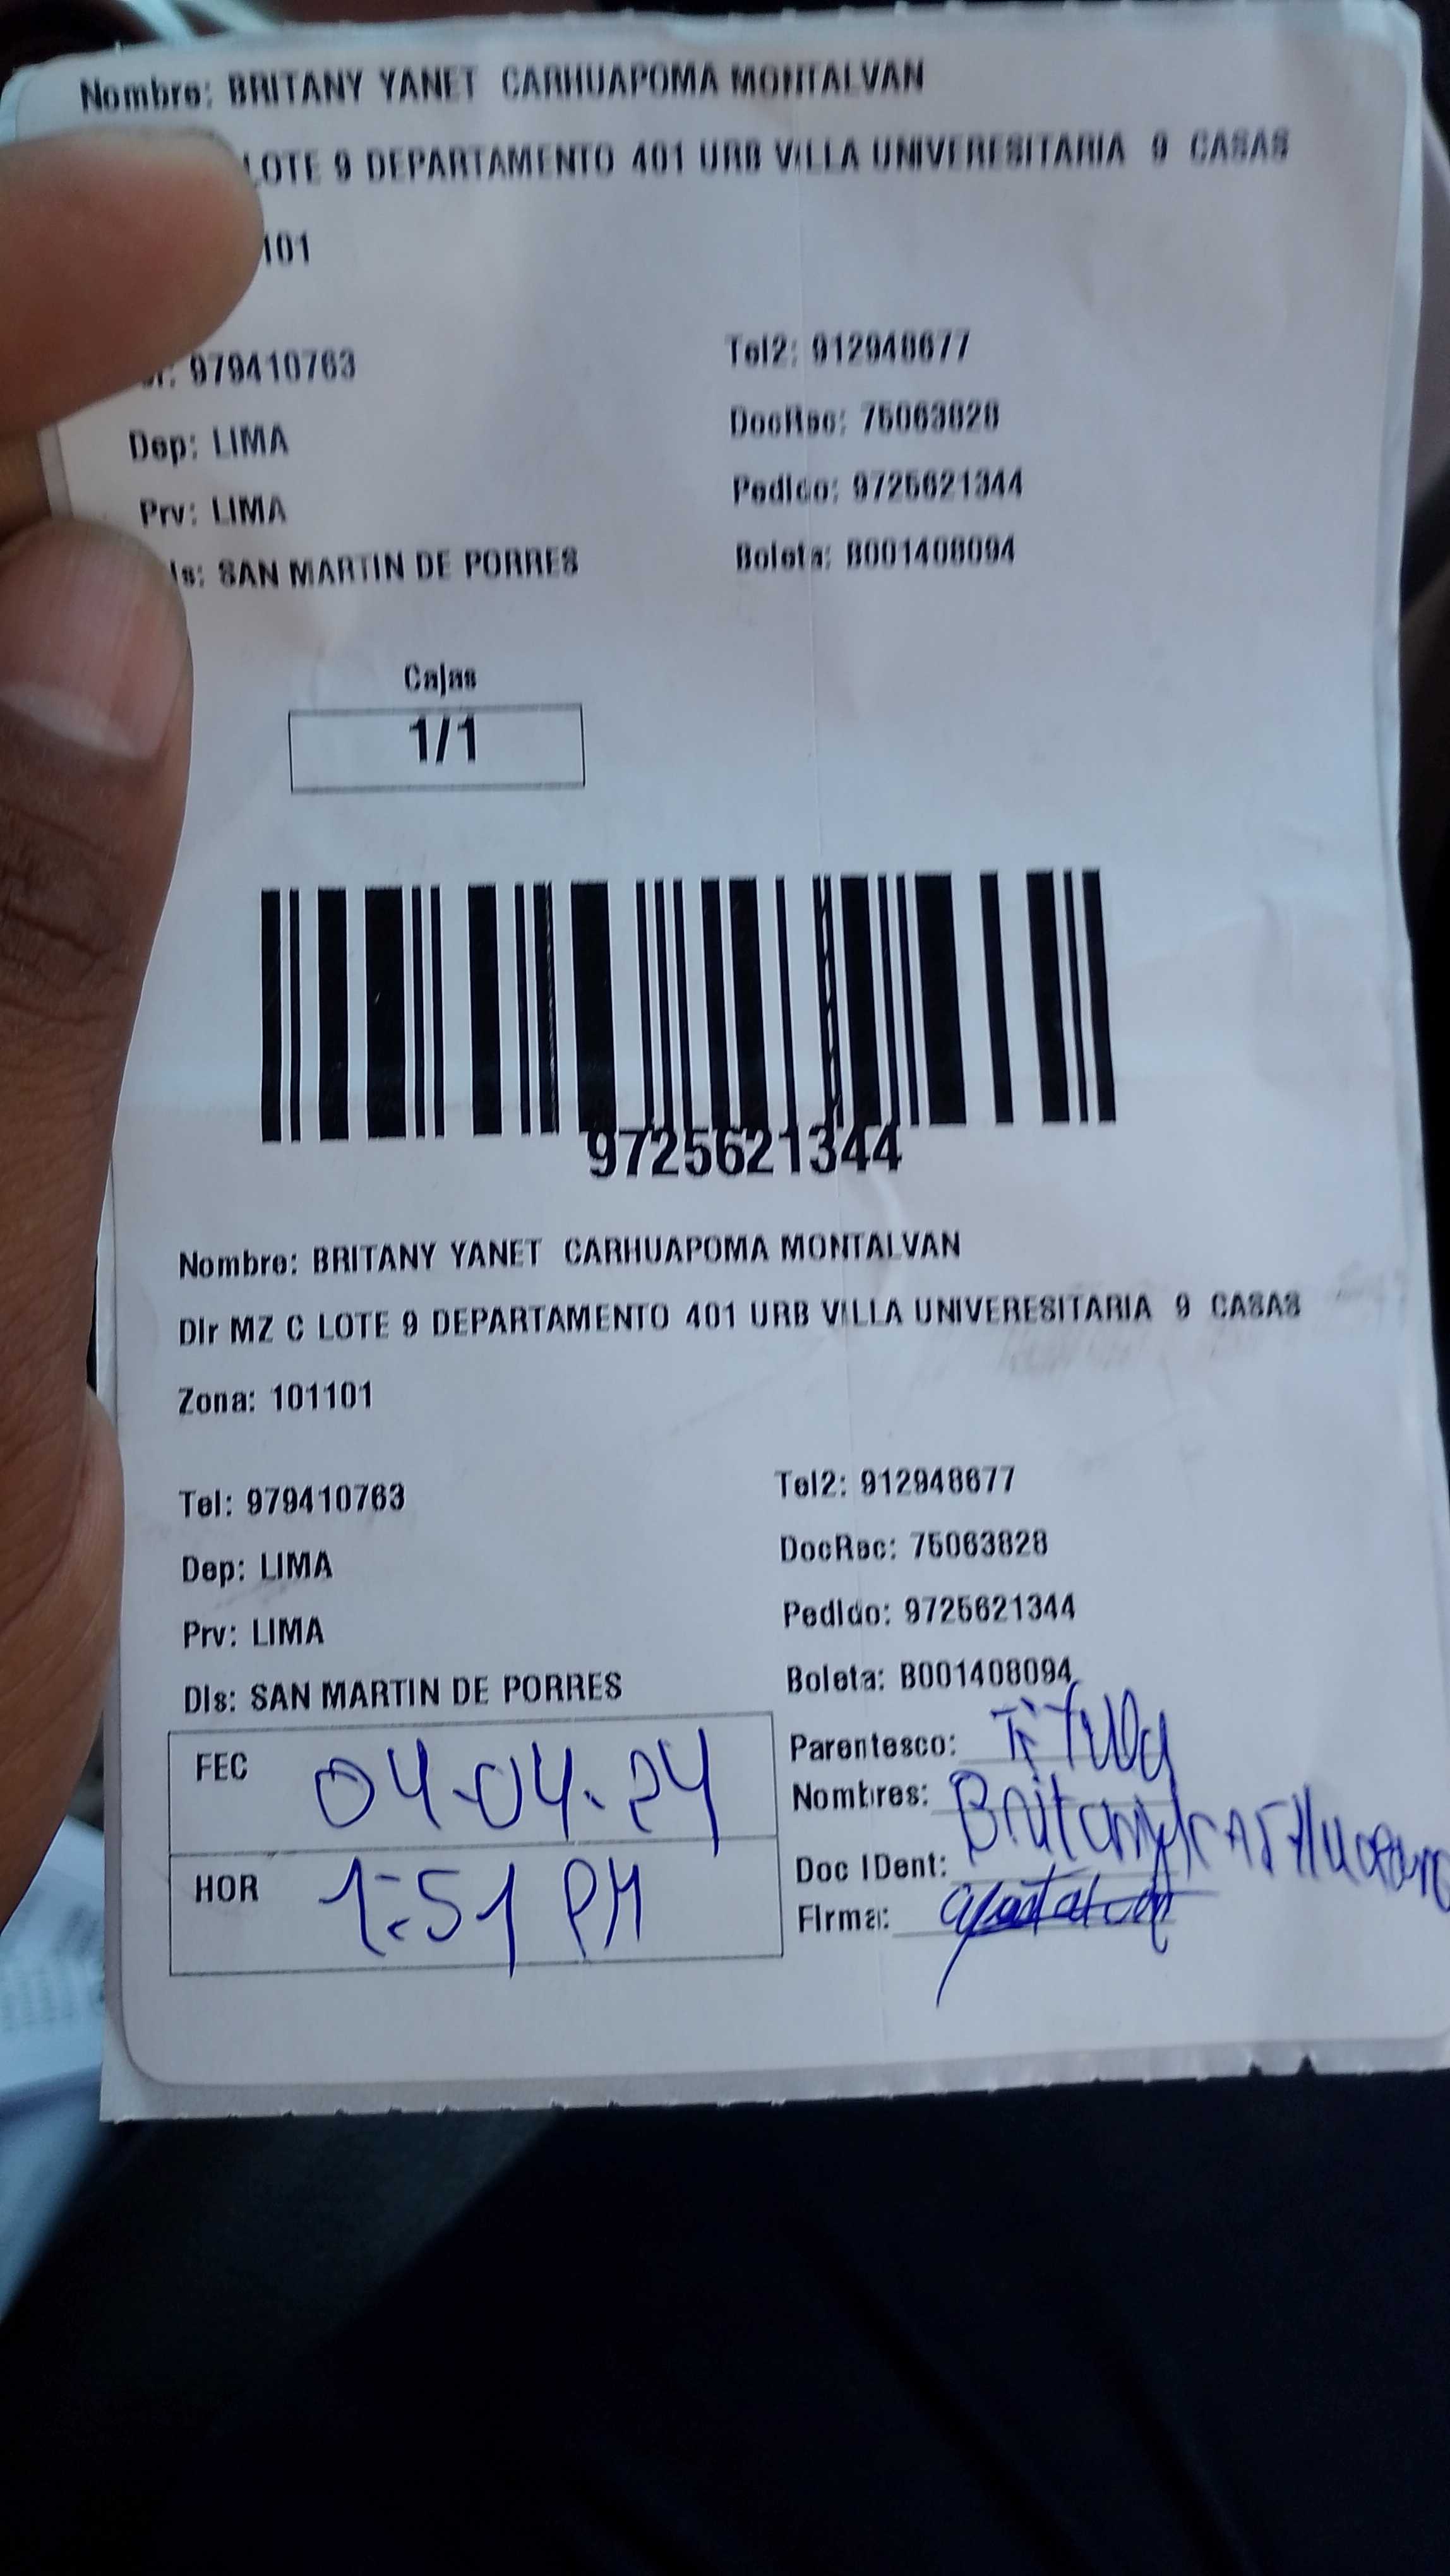 Nombre: BRITANY YANET CARHUAPOMA MONTALVAN
LOTE 9 DEPARTAMENTO 401 URB VILLA UNIVERESITARIA 9 CASAS
101
979410763 Tel2: 912948677
Dep: LIMA DocRec: 75063828
Prv: LIMA Pedido: 9725621344
SAN MARTIN DE PORRES Boleta: B001408094
Cajas
1/1
9725621344
Nombre: BRITANY YANET CARHUAPOMA MONTALVAN
Dir MZ C LOTE 9 DEPARTAMENTO 401 URB VILLA UNIVERESITARIA 9 CASAS
Zona: 101101
Tel: 979410763 Tel2: 912948677
Dep: LIMA DocRec: 75063828
Prv: LIMA Pedido: 9725621344
Dis: SAN MARTIN DE PORRES Boleta: B001408094
FEC 04-04-24 Parentesco:
Nombres: Britany
HOR 1:51 PM Doc IDent:
Firma: